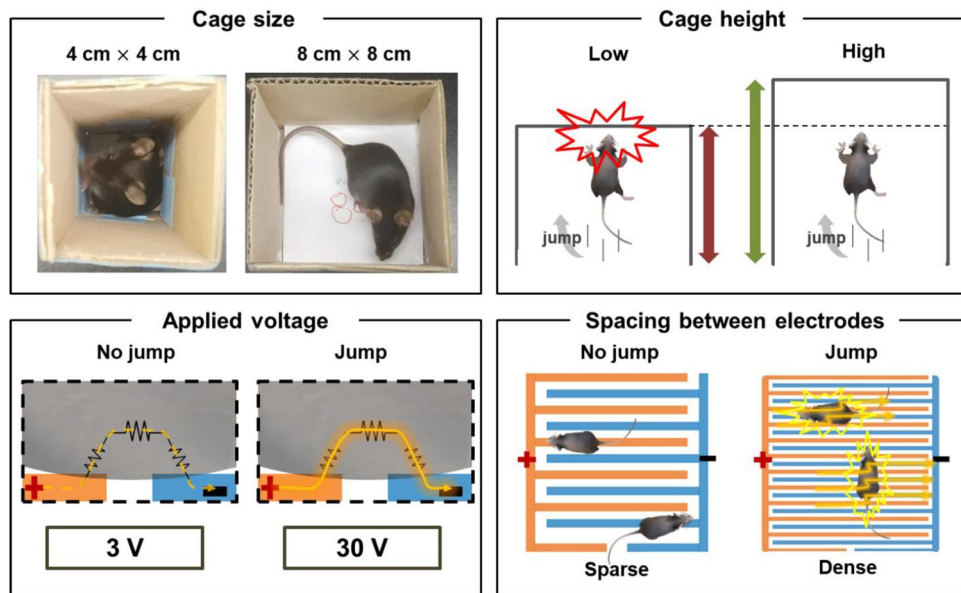 Cage size
4 cm × 4 cm
8 cm × 8 cm
Cage height
Low
High
jump
jump
Applied voltage
No jump
Jump
+
+
3 V
30 V
Spacing between electrodes
No jump
Jump
+
-
+
-
Sparse
Dense